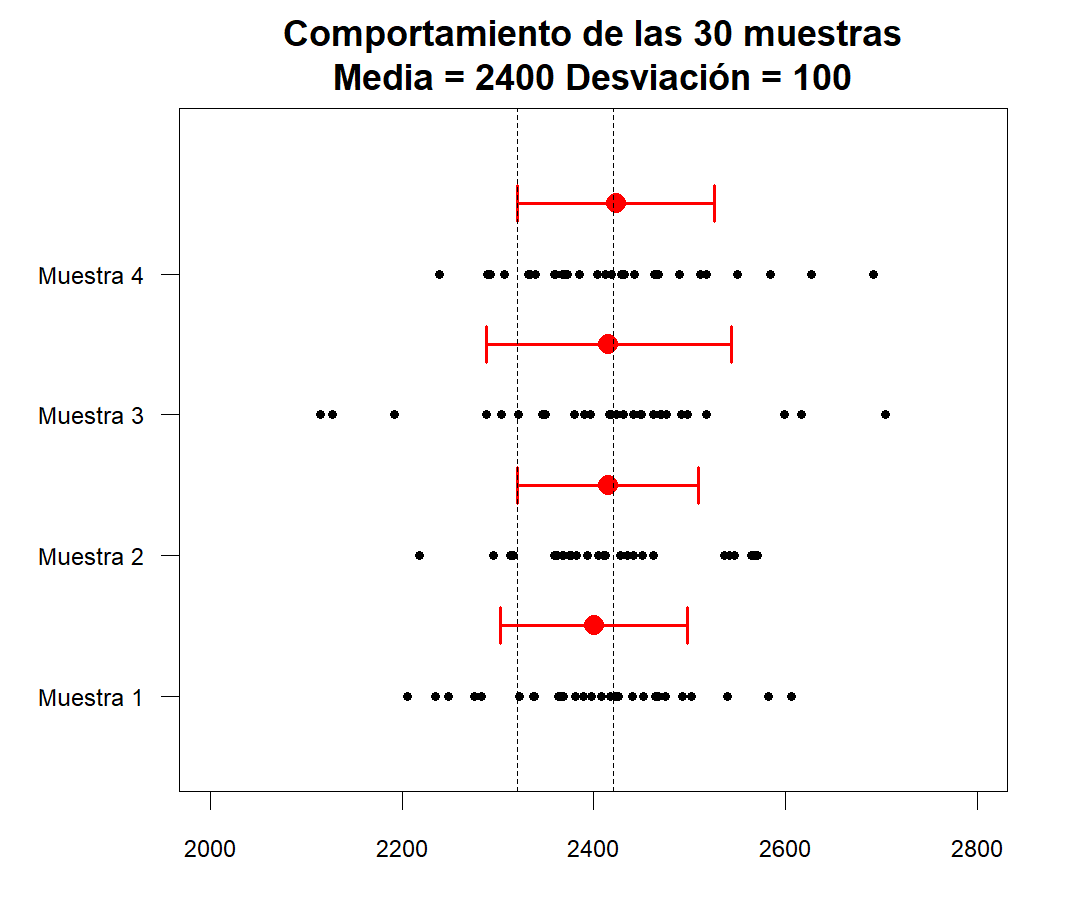 Comportamiento de las 30 muestras
Media = 2400 Desviación = 100
Muestra 4
Muestra 3
Muestra 2
Muestra 1
2000 2200 2400 2600 2800